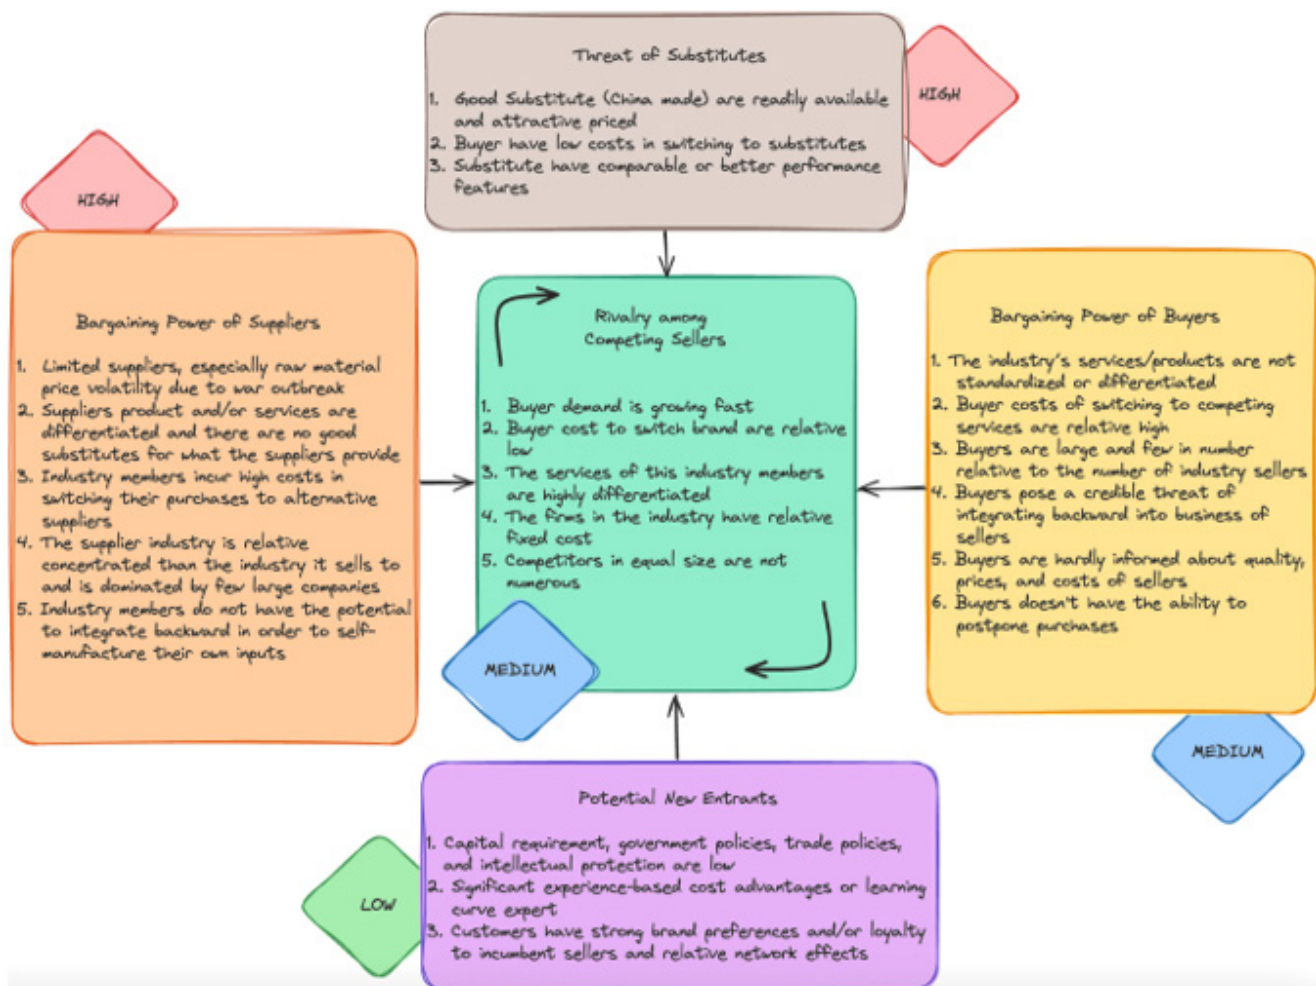 Threat of Substitutes
1. Good Substitute (China made) are readily available
and attractive priced
2. Buyer have low costs in switching to substitutes
3. Substitute have comparable or better performance
features
HIGH
HIGH
Bargaining Power of Suppliers
1. Limited suppliers, especially raw material
price volatility due to war outbreak
2. Suppliers product and/or services are
differentiated and there are no good
substitutes for what the suppliers provide
3. Industry members incur high costs in
switching their purchases to alternative
suppliers
4. The supplier industry is relative
concentrated than the industry it sells to
and is dominated by few large companies
5. Industry members do not have the potential
to integrate backward in order to self-
manufacture their own inputs
Rivalry among
Competing Sellers
1. Buyer demand is growing fast
2. Buyer cost to switch brand are relative
low
3. The services of this industry members
are highly differentiated
4. The firms in the industry have relative
fixed cost
5. Competitors in equal size are not
numerous
MEDIUM
Bargaining Power of Buyers
1. The industry's services/products are not
standardized or differentiated
2. Buyer costs of switching to competing
services are relative high
3. Buyers are large and few in number
relative to the number of industry sellers
4. Buyers pose a credible threat of
integrating backward into business of
sellers
5. Buyers are hardly informed about quality,
prices, and costs of sellers
6. Buyers doesn't have the ability to
postpone purchases
MEDIUM
Potential New Entrants
1. Capital requirement, government policies, trade policies,
and intellectual protection are low
2. Significant experience-based cost advantages or learning
curve expert
3. Customers have strong brand preferences and/or loyalty
to incumbent sellers and relative network effects
LOW